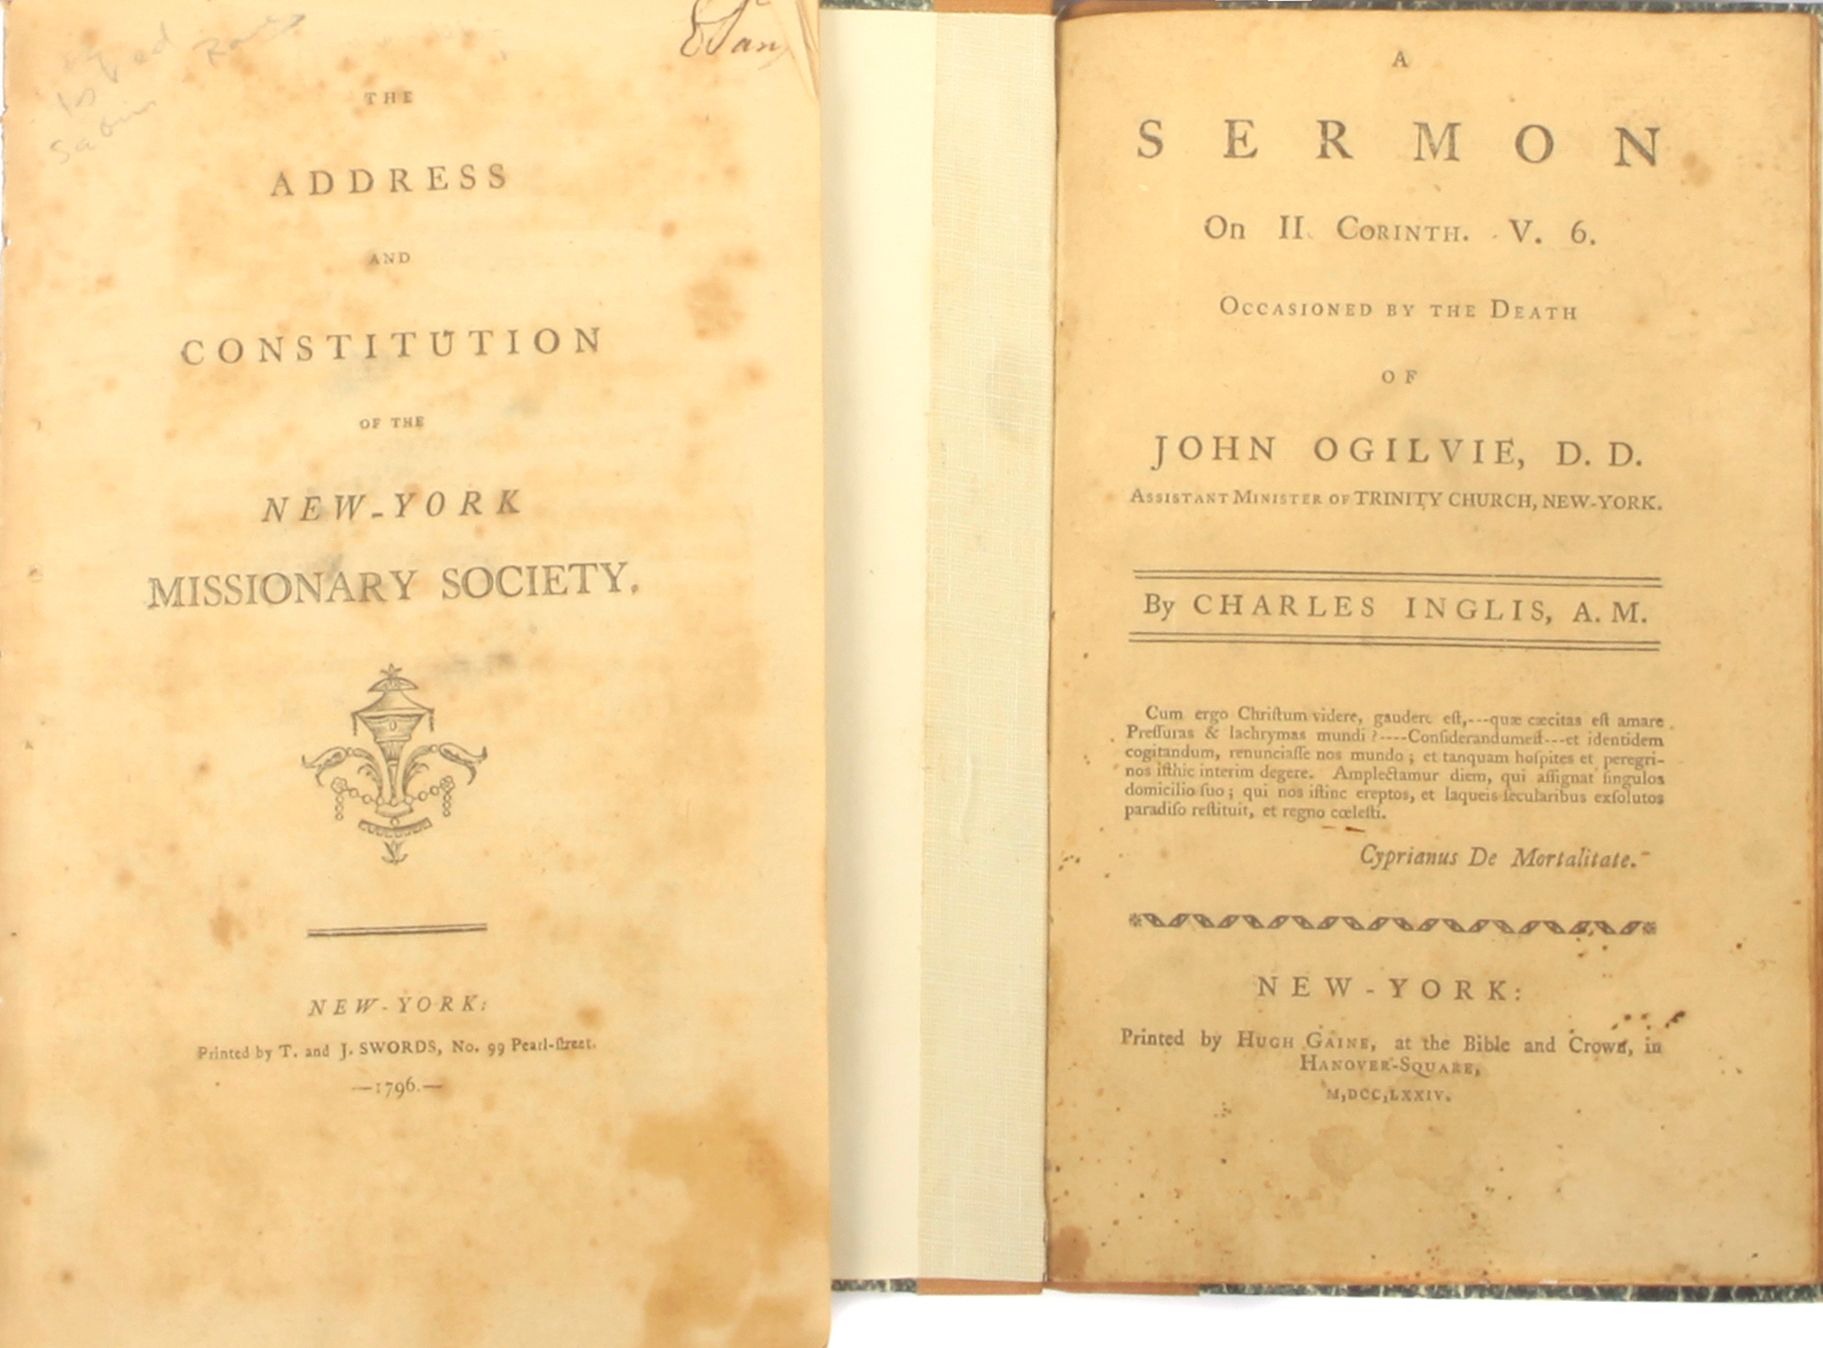 Rare
Sabin
THE
ADDRESS
AND
CONSTITUTION
OF THE
NEW-YORK
MISSIONARY SOCIETY.
NEW-YORK:
Printed by T. and J. SWORDS, No. 99 Pearl-ſtreet.
—1796.—
A
SERMON
On II. CORINTH. V. 6.
OCCASIONED BY THE DEATH
OF
JOHN OGILVIE, D. D.
ASSISTANT MINISTER OF TRINITY CHURCH, NEW-YORK.
By CHARLES INGLIS, A. M.
Cum ergo Chriſtum videre, gaudere eſt,---quæ cæcitas eſt amare
Preſſuras & lachrymas mundi ?----Conſiderandumeſt---et identidem
cogitandum, renunciaſſe nos mundo ; et tanquam hoſpites et peregri-
nos iſthic interim degere. Amplectamur diem, qui aſſignat ſingulos
domicilio ſuo ; qui nos iſtinc ereptos, et laqueis ſecularibus exſolutos
paradiſo reſtituit, et regno cœleſti.
Cyprianus De Mortalitate.
NEW-YORK:
Printed by HUGH GAINE, at the Bible and Crown, in
HANOVER-SQUARE,
M,DCC,LXXIV.